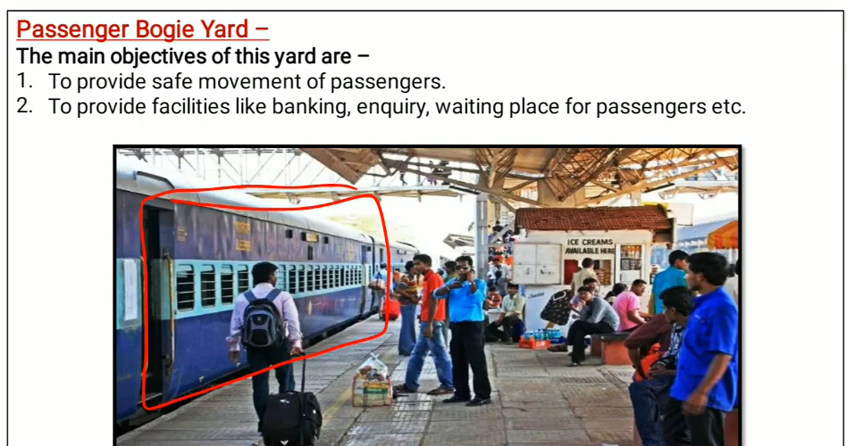 Passenger Bogie Yard –
The main objectives of this yard are –
1. To provide safe movement of passengers.
2. To provide facilities like banking, enquiry, waiting place for passengers etc.
ICE CREAMS
AVAILABLE HERE